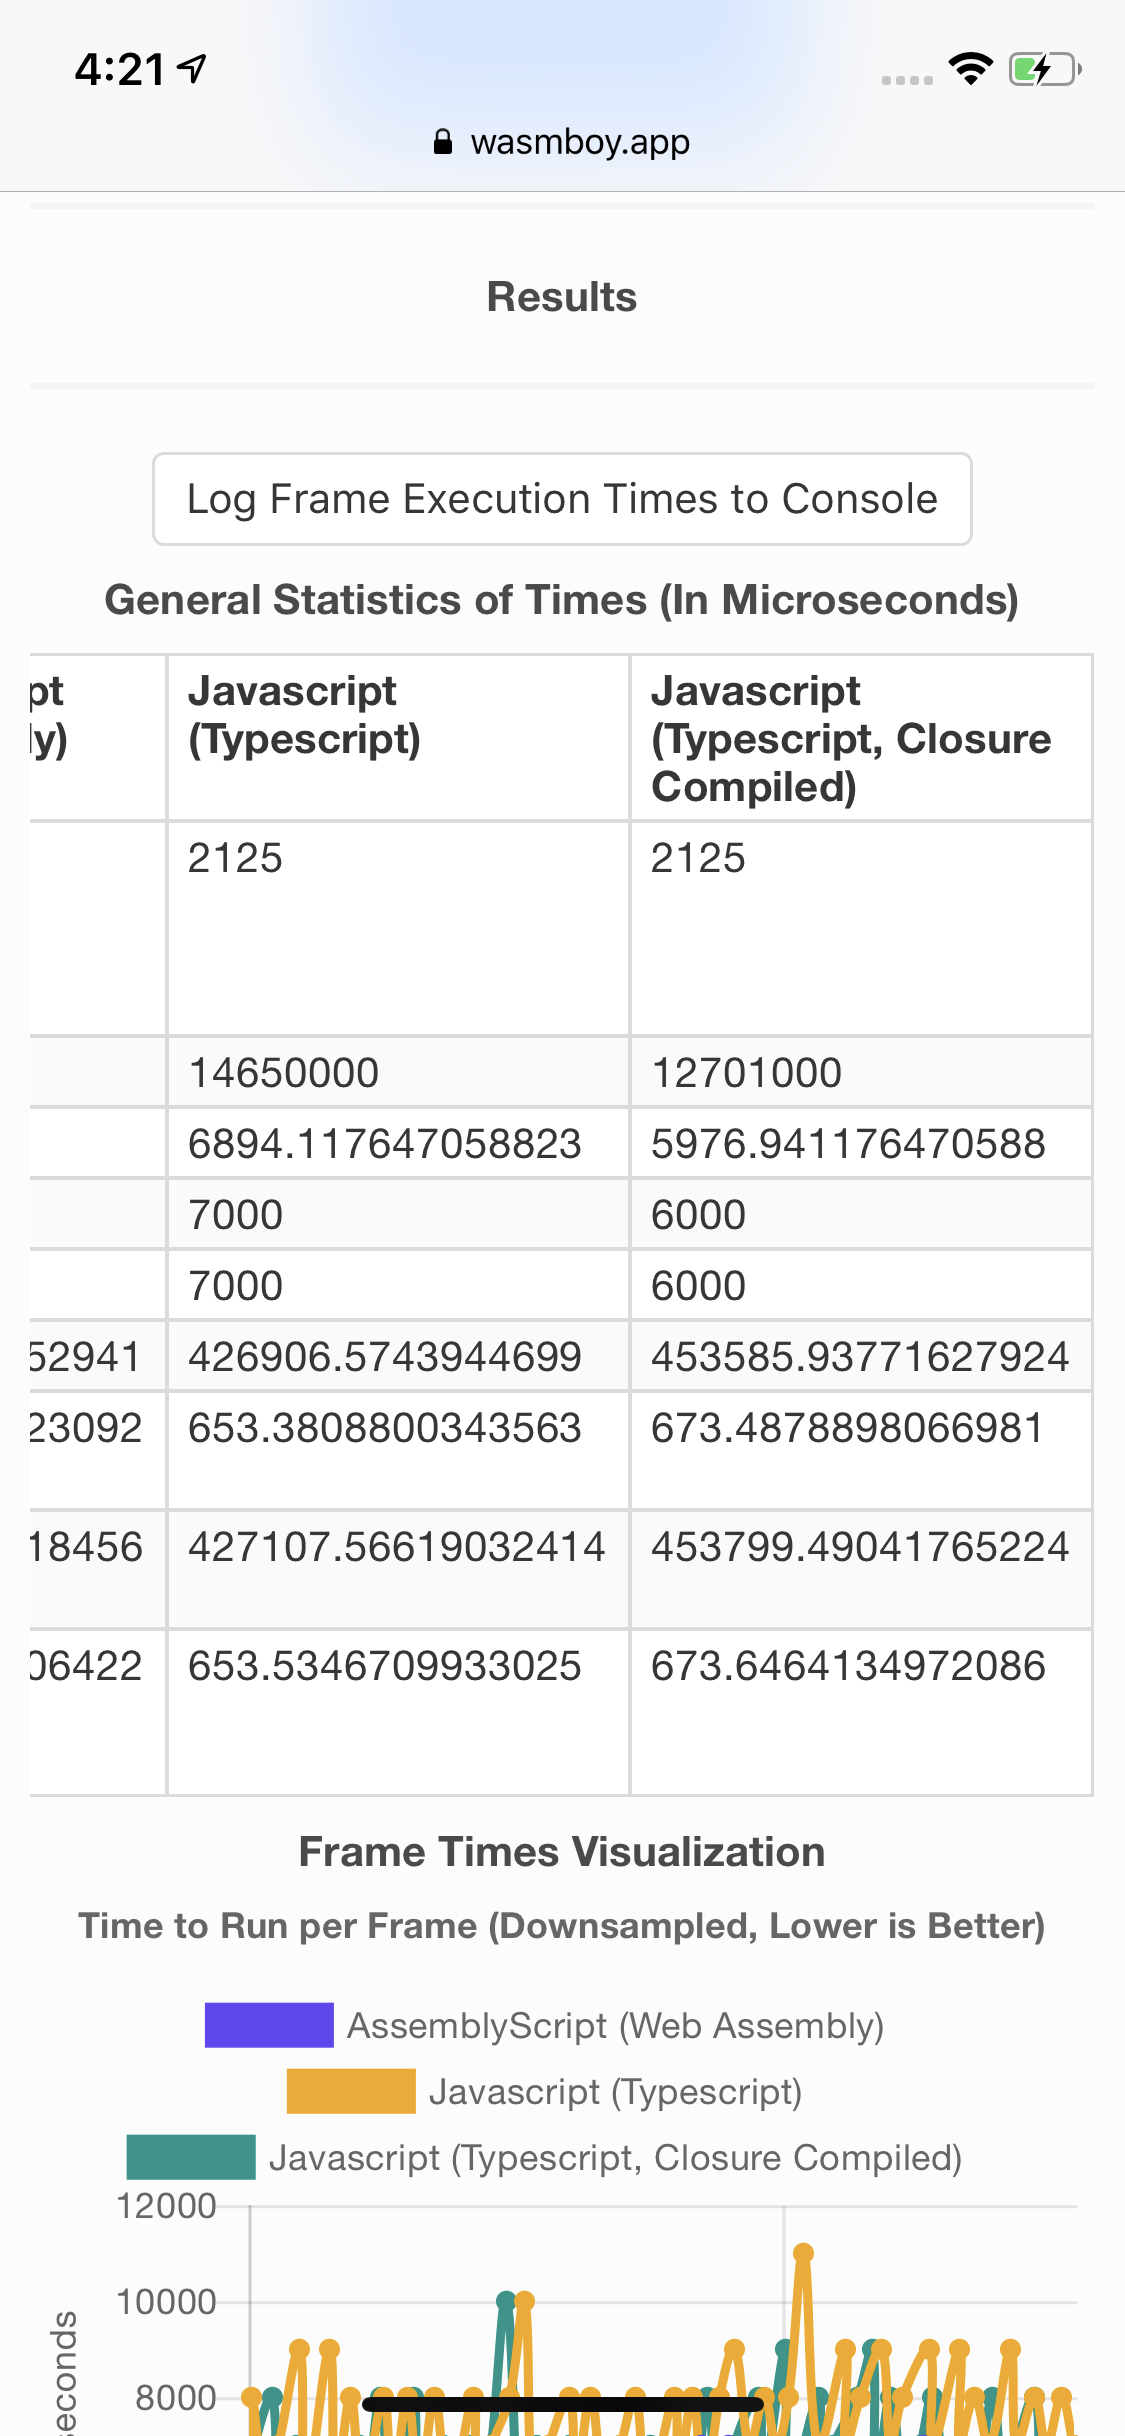 4:21
wasmboy.app
Results
Log Frame Execution Times to Console
General Statistics of Times (In Microseconds)
pt Javascript Javascript
ly) (Typescript) (Typescript, Closure
Compiled)
2125 2125
14650000 12701000
6894.117647058823 5976.941176470588
7000 6000
7000 6000
52941 426906.5743944699 453585.93771627924
23092 653.3808800343563 673.4878898066981
18456 427107.56619032414 453799.49041765224
06422 653.5346709933025 673.6464134972086
Frame Times Visualization
Time to Run per Frame (Downsampled, Lower is Better)
AssemblyScript (Web Assembly)
Javascript (Typescript)
Javascript (Typescript, Closure Compiled)
12000
10000
8000
seconds